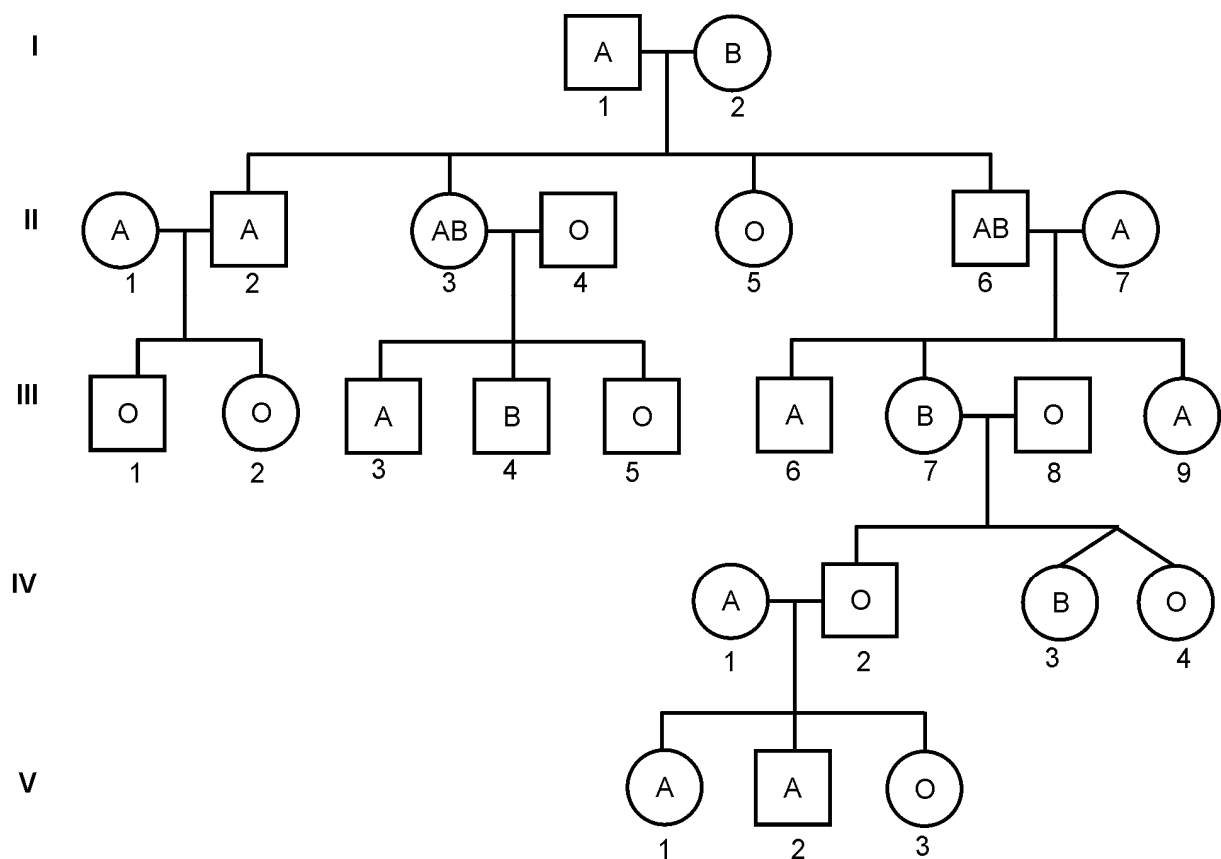 I
A B
1 2
II
A A AB O O AB A
1 2 3 4 5 6 7
III
O O A B O A B O A
1 2 3 4 5 6 7 8 9
IV
A O B O
1 2 3 4
V
A A O
1 2 3